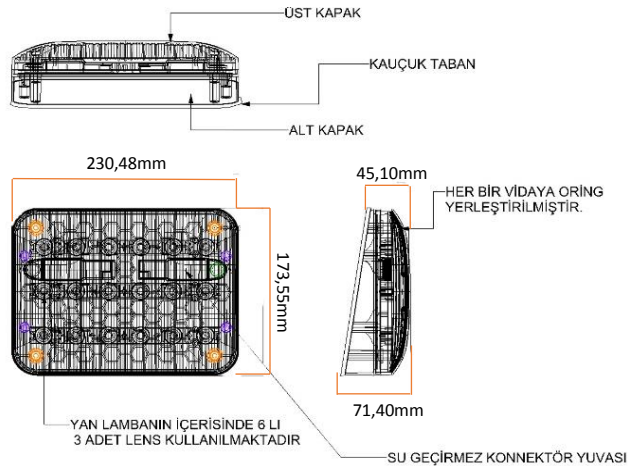 ÜST KAPAK
KAUÇUK TABAN
ALT KAPAK
230,48mm
45,10mm
HER BİR VİDAYA ORING
YERLEŞTİRİLMİŞTİR.
173,55mm
71,40mm
YAN LAMBANIN İÇERİSİNDE 6 LI
3 ADET LENS KULLANILMAKTADIR
SU GEÇİRMEZ KONNEKTÖR YUVASI